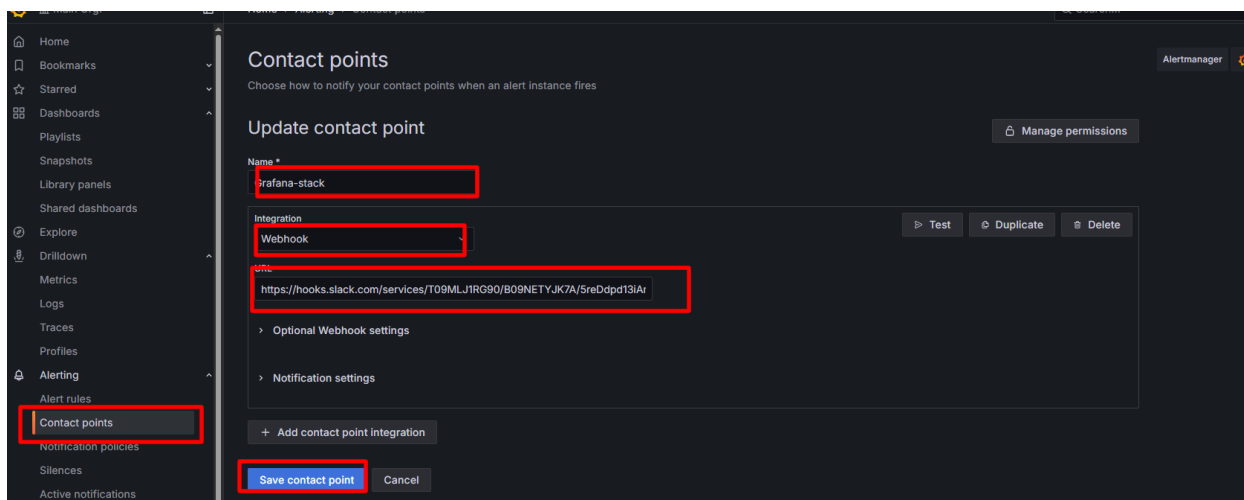 Home
Bookmarks
Starred
Dashboards
Playlists
Snapshots
Library panels
Shared dashboards
Explore
Drilldown
Metrics
Logs
Traces
Profiles
Alerting
Alert rules
Contact points
Notification policies
Silences
Active notifications
Contact points
Choose how to notify your contact points when an alert instance fires
Alertmanager
Update contact point
Manage permissions
Name *
Grafana-stack
Integration
Webhook
Test
Duplicate
Delete
URL
https://hooks.slack.com/services/T09MLJ1RG90/B09NETYJK7A/5reDdpd13iAr
Optional Webhook settings
Notification settings
+ Add contact point integration
Save contact point
Cancel